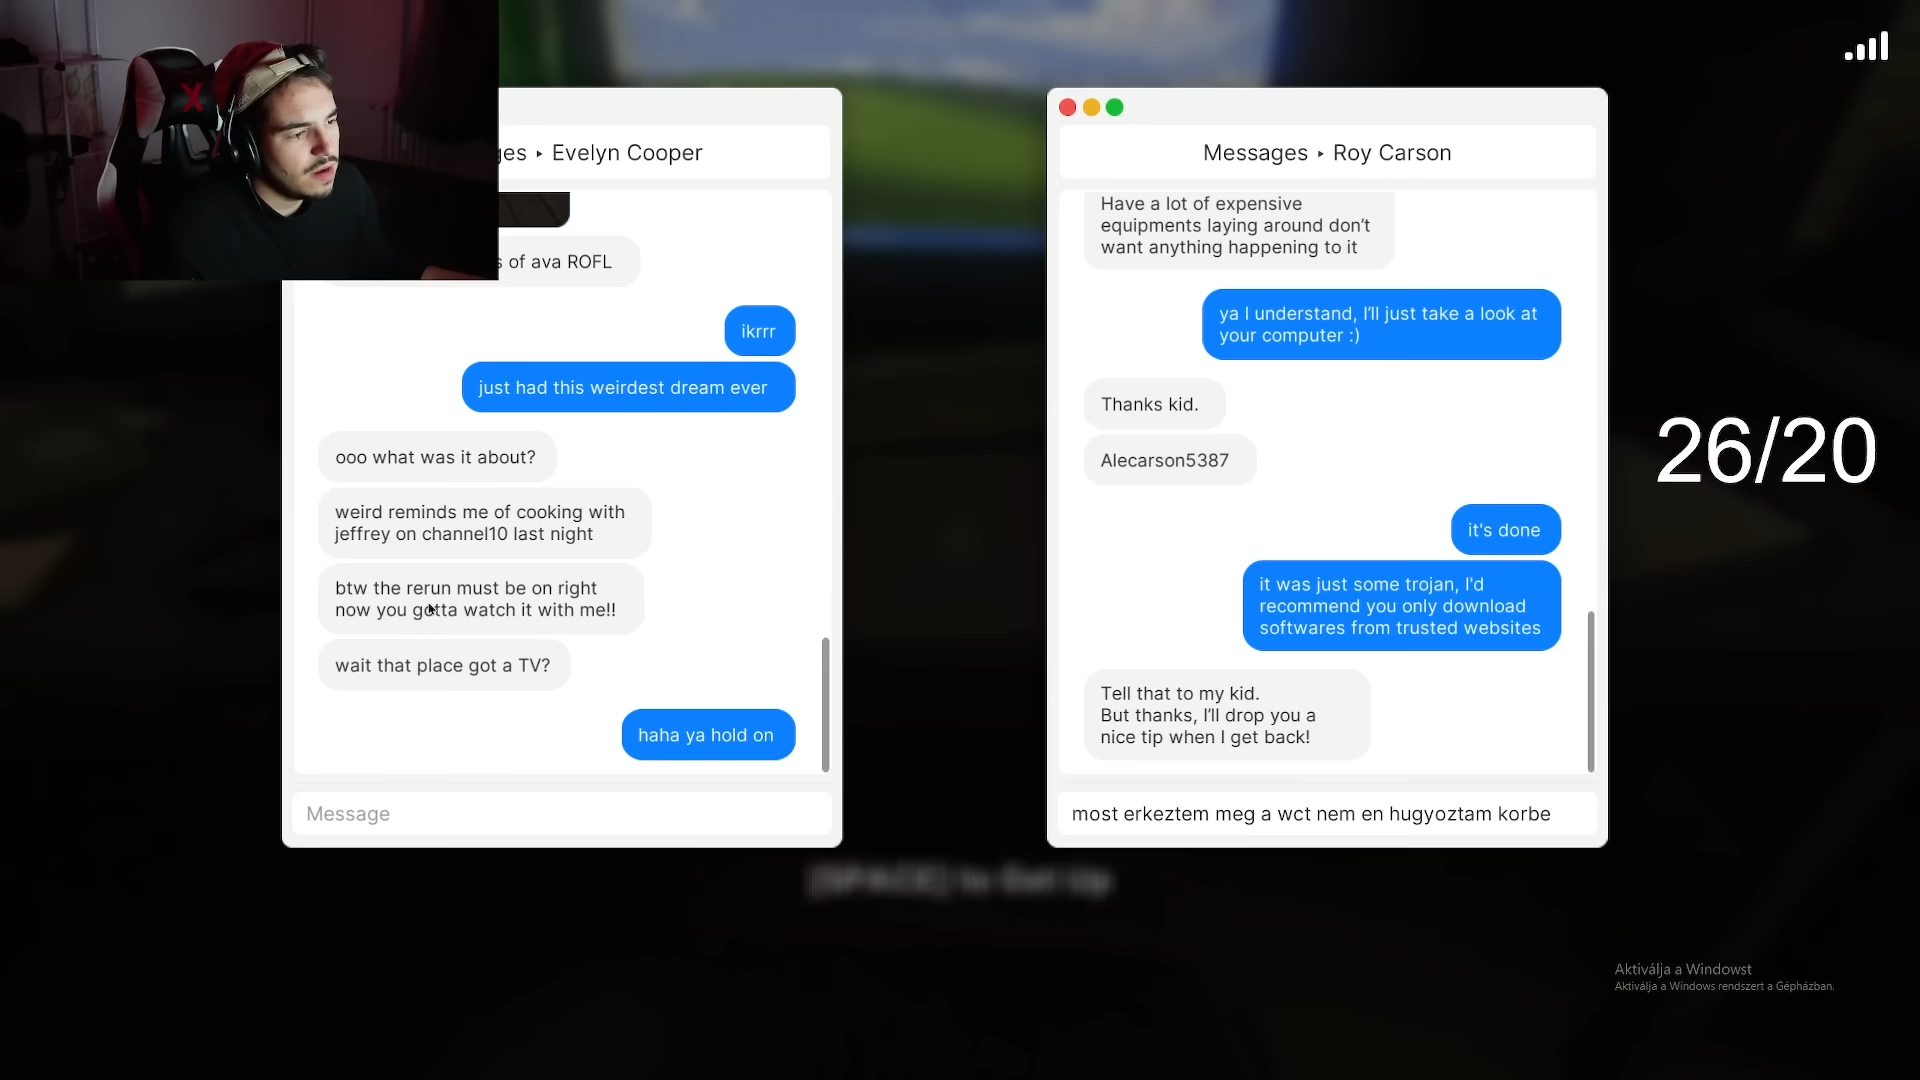 Evelyn Cooper
of ava ROFL
ikrrr
just had this weirdest dream ever
ooo what was it about?
weird reminds me of cooking with
jeffrey on channel10 last night
btw the rerun must be on right
now you gotta watch it with me!!
wait that place got a TV?
haha ya hold on
Message
Messages ‣ Roy Carson
Have a lot of expensive
equipments laying around don’t
want anything happening to it
ya I understand, I’ll just take a look at
your computer :)
Thanks kid.
Alecarson5387
it's done
it was just some trojan, I'd
recommend you only download
softwares from trusted websites
Tell that to my kid.
But thanks, I’ll drop you a
nice tip when I get back!
most erkeztem meg a wct nem en hugyoztam korbe
26/20
[SPACE] to Get Up
Aktiválja a Windowst
Aktiválja a Windows rendszert a Gépházban.